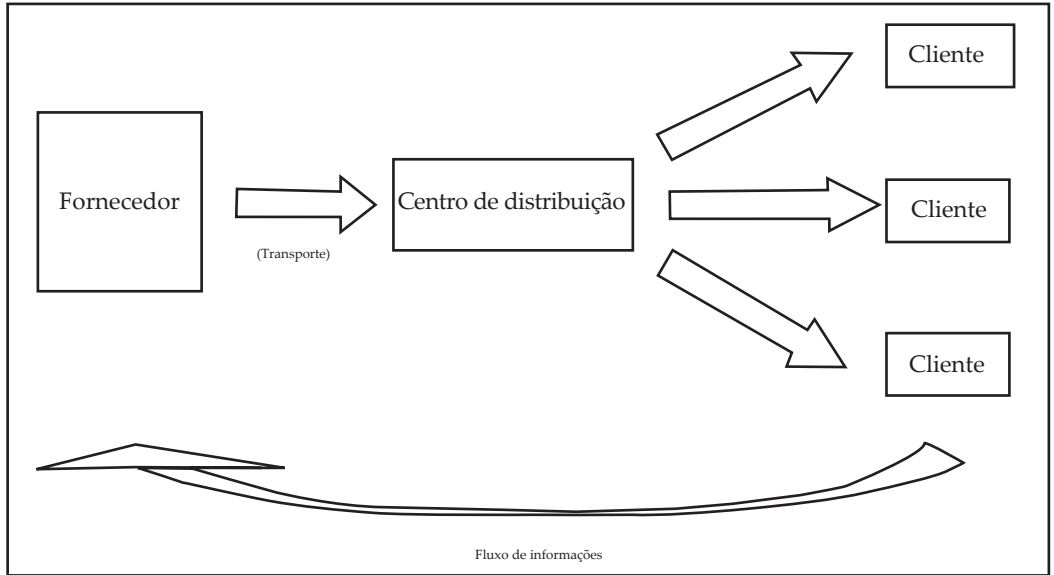 Cliente
Fornecedor
(Transporte)
Centro de distribuição
Cliente
Cliente
Fluxo de informações